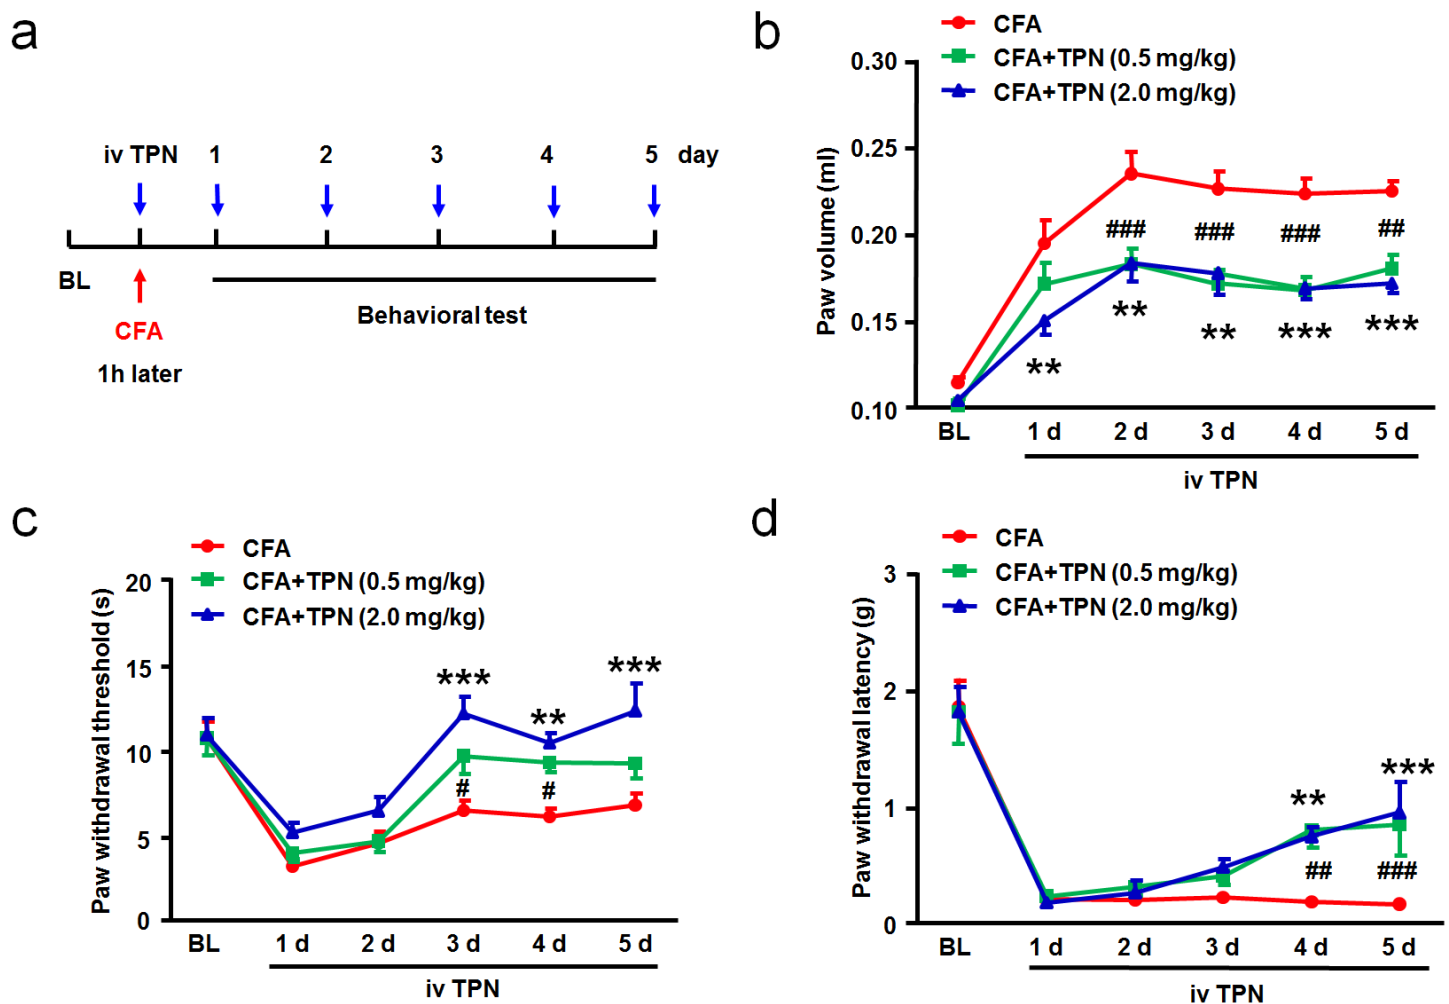 a
iv TPN 1 2 3 4 5 day
BL
CFA
1h later
Behavioral test
b
CFA
CFA+TPN (0.5 mg/kg)
CFA+TPN (2.0 mg/kg)
Paw volume (ml)
0.30
0.25
0.20
0.15
0.10
### ### ### ##
** ** ** *** ***
BL 1 d 2 d 3 d 4 d 5 d
iv TPN
c
CFA
CFA+TPN (0.5 mg/kg)
CFA+TPN (2.0 mg/kg)
Paw withdrawal threshold (s)
20
15
10
5
0
*** ** ***
# #
BL 1 d 2 d 3 d 4 d 5 d
iv TPN
d
CFA
CFA+TPN (0.5 mg/kg)
CFA+TPN (2.0 mg/kg)
Paw withdrawal latency (g)
3
2
1
0
** ***
## ###
BL 1 d 2 d 3 d 4 d 5 d
iv TPN